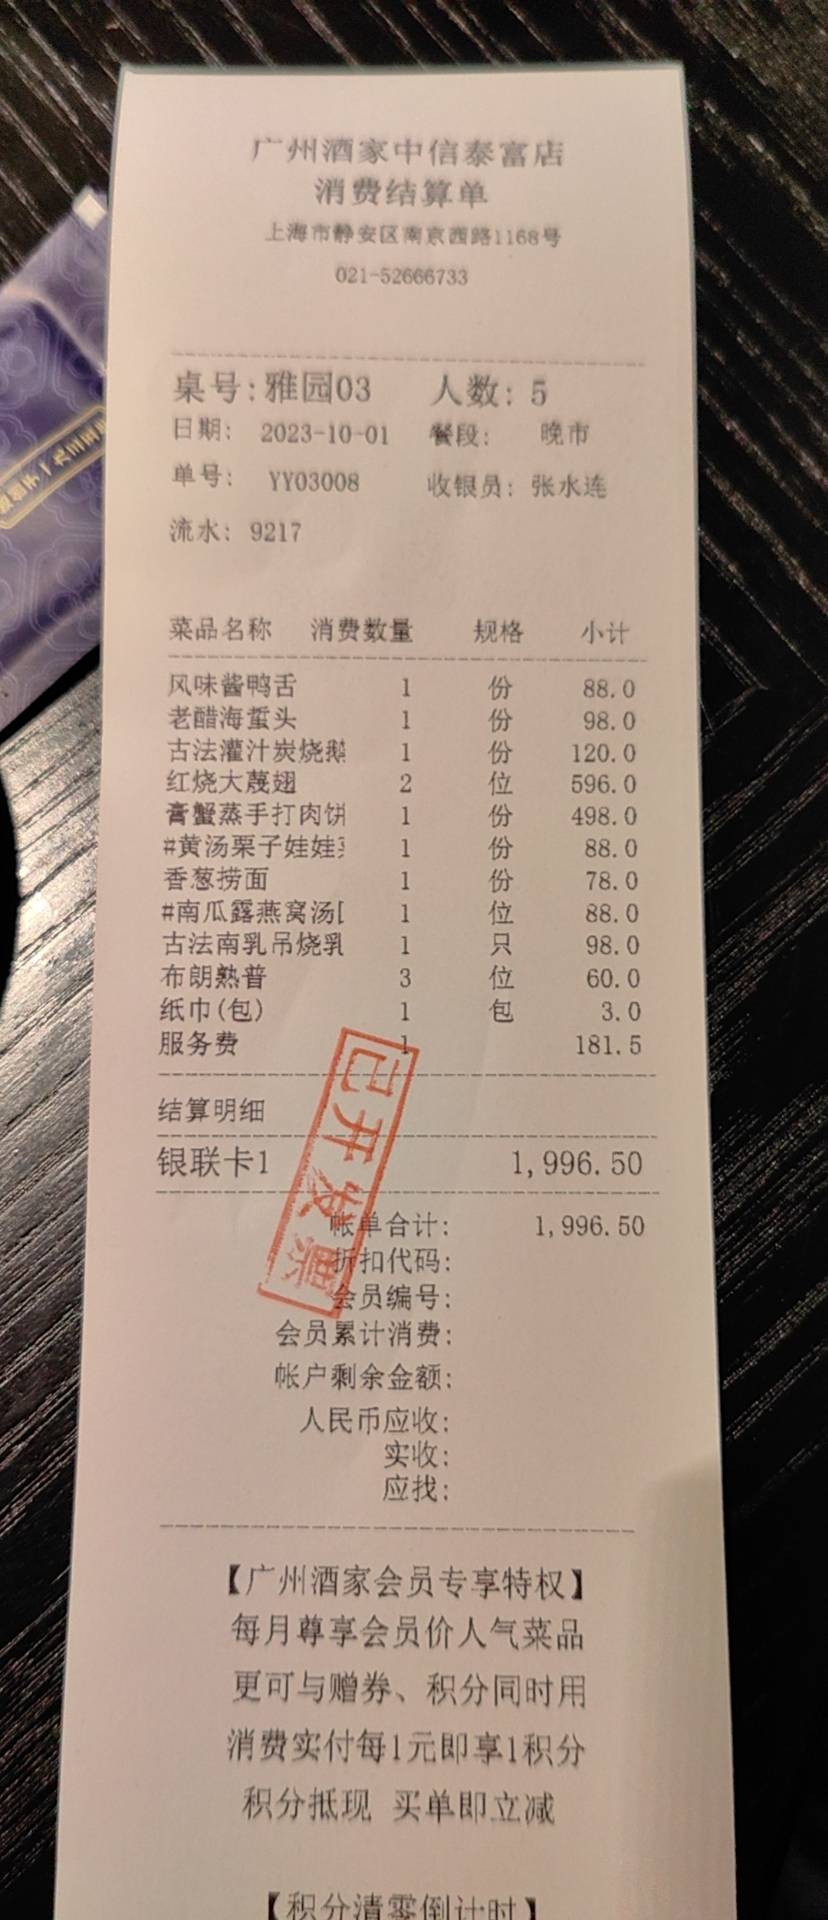 广州酒家中信泰富店
消费结算单
上海市静安区南京西路1168号
021-52666733
桌号:雅园03 人数: 5
日期: 2023-10-01 餐段: 晚市
单号: YY03008 收银员: 张水连
流水: 9217
菜品名称 消费数量 规格 小计
风味酱鸭舌 1 份 88.0
老醋海蜇头 1 份 98.0
古法灌汁炭烧鹅 1 份 120.0
红烧大蔑翅 2 位 596.0
膏蟹蒸手打肉饼 1 份 498.0
#黄汤栗子娃娃 1 份 88.0
香葱捞面 1 份 78.0
#南瓜露燕窝汤 1 位 88.0
古法南乳吊烧乳 1 只 98.0
布朗熟普 3 位 60.0
纸巾(包) 1 包 3.0
服务费 1 181.5
已开发票
结算明细
银联卡1 1,996.50
帐单合计: 1,996.50
折扣代码:
会员编号:
会员累计消费:
帐户剩余金额:
人民币应收:
实收:
应找:
【广州酒家会员专享特权】
每月尊享会员价人气菜品
更可与赠券、积分同时用
消费实付每1元即享1积分
积分抵现 买单即立减
【积分清零倒计时】